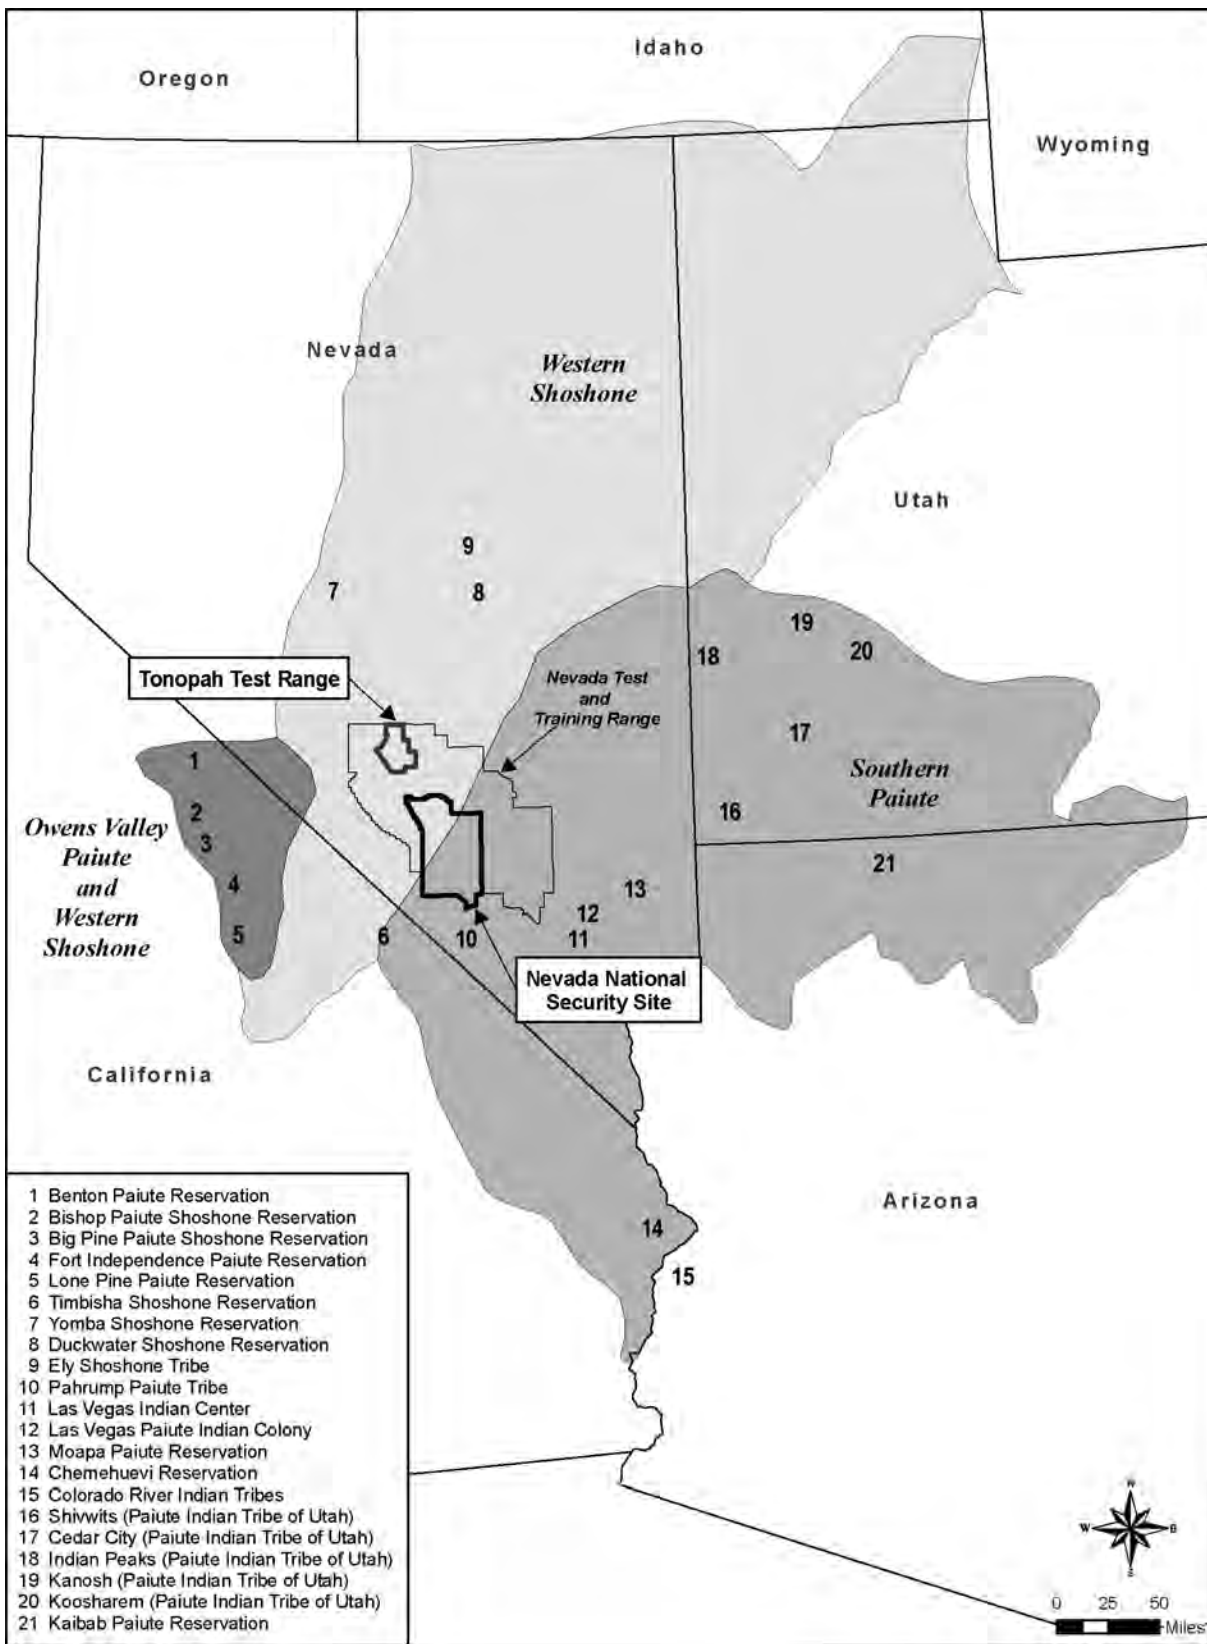 Oregon
Idaho
Wyoming
Nevada
Western
Shoshone
Utah
9
7
8
19
18
20
Tonopah Test Range
Nevada Test
and
Training Range
17
1
Southern
Paiute
2
16
Owens Valley
Paiute
and
Western
Shoshone
3
4
21
13
12
5
6
10
11
Nevada National
Security Site
California
Arizona
14
15
1 Benton Paiute Reservation
2 Bishop Paiute Shoshone Reservation
3 Big Pine Paiute Shoshone Reservation
4 Fort Independence Paiute Reservation
5 Lone Pine Paiute Reservation
6 Timbisha Shoshone Reservation
7 Yomba Shoshone Reservation
8 Duckwater Shoshone Reservation
9 Ely Shoshone Tribe
10 Pahrump Paiute Tribe
11 Las Vegas Indian Center
12 Las Vegas Paiute Indian Colony
13 Moapa Paiute Reservation
14 Chemehuevi Reservation
15 Colorado River Indian Tribes
16 Shivwits (Paiute Indian Tribe of Utah)
17 Cedar City (Paiute Indian Tribe of Utah)
18 Indian Peaks (Paiute Indian Tribe of Utah)
19 Kanosh (Paiute Indian Tribe of Utah)
20 Koosharem (Paiute Indian Tribe of Utah)
21 Kaibab Paiute Reservation
W
S
0 25 50
Miles